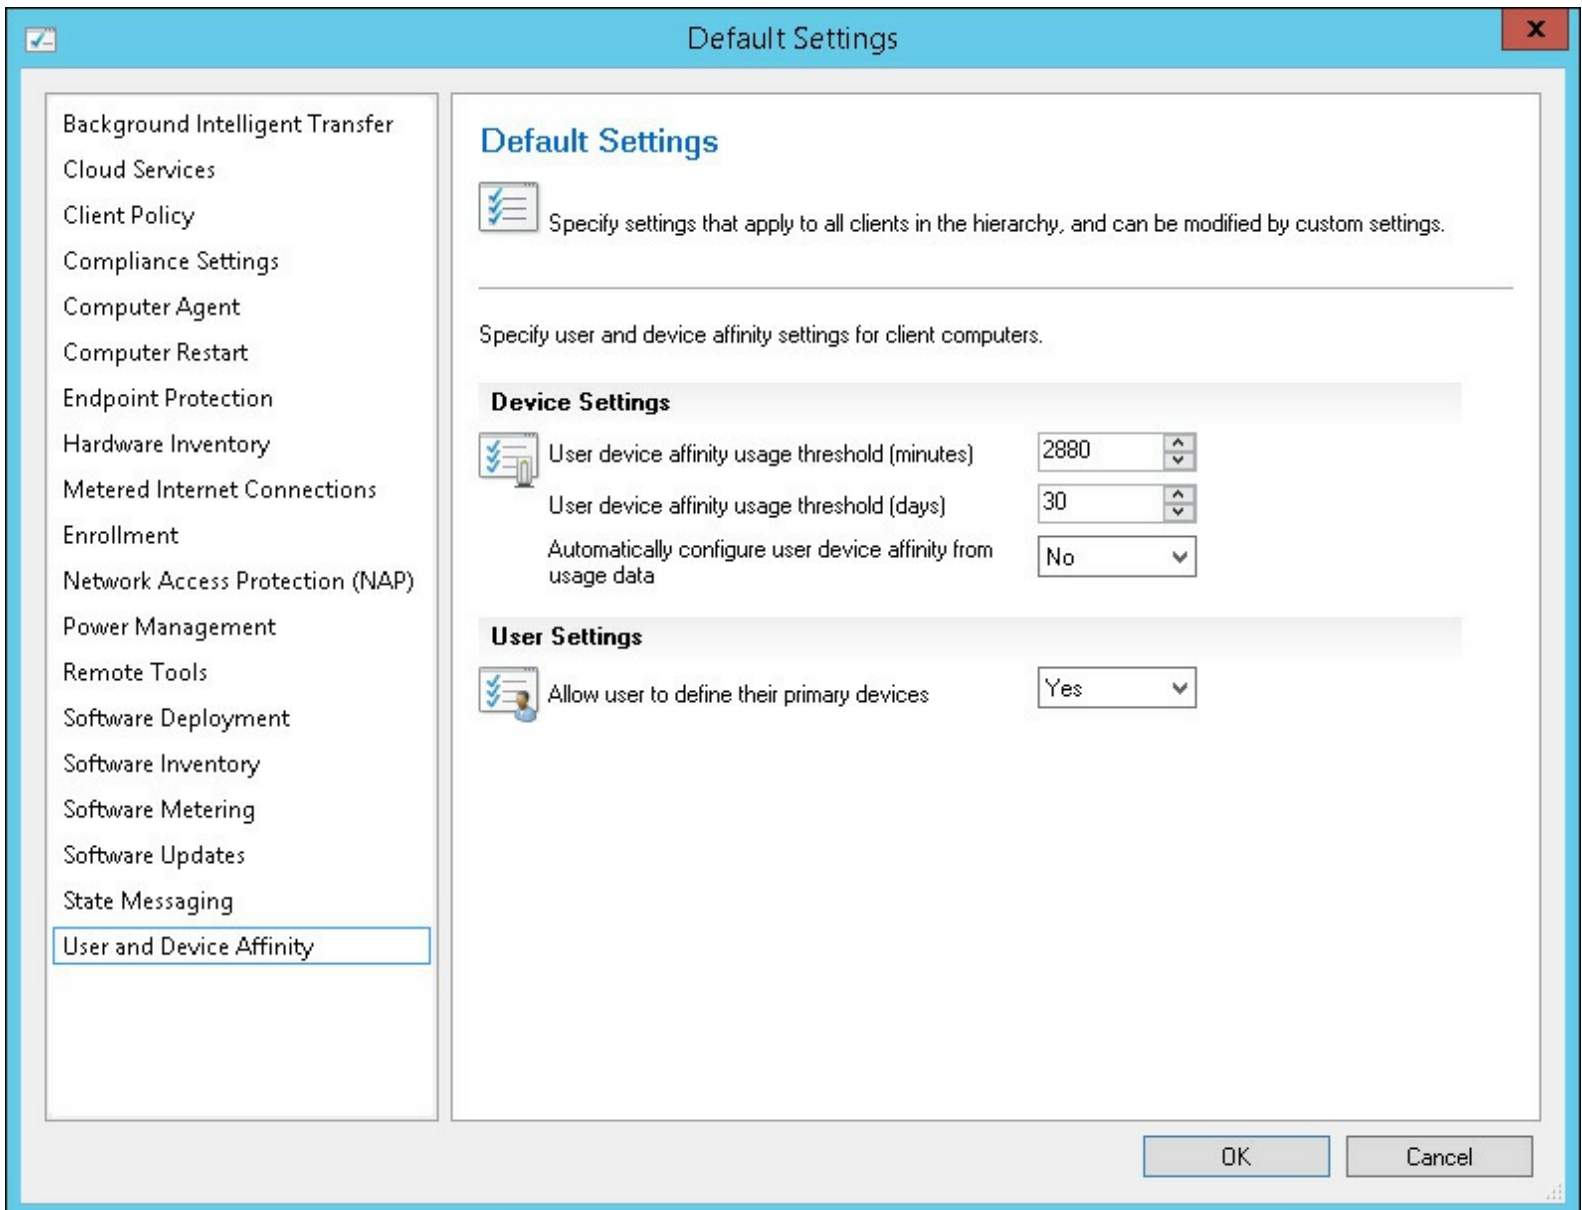 Default Settings
x
Background Intelligent Transfer
Cloud Services
Client Policy
Compliance Settings
Computer Agent
Computer Restart
Endpoint Protection
Hardware Inventory
Metered Internet Connections
Enrollment
Network Access Protection (NAP)
Power Management
Remote Tools
Software Deployment
Software Inventory
Software Metering
Software Updates
State Messaging
User and Device Affinity
Default Settings
Specify settings that apply to all clients in the hierarchy, and can be modified by custom settings.
Specify user and device affinity settings for client computers.
Device Settings
User device affinity usage threshold (minutes) 2880
User device affinity usage threshold (days) 30
Automatically configure user device affinity from
usage data No
User Settings
Allow user to define their primary devices Yes
OK Cancel